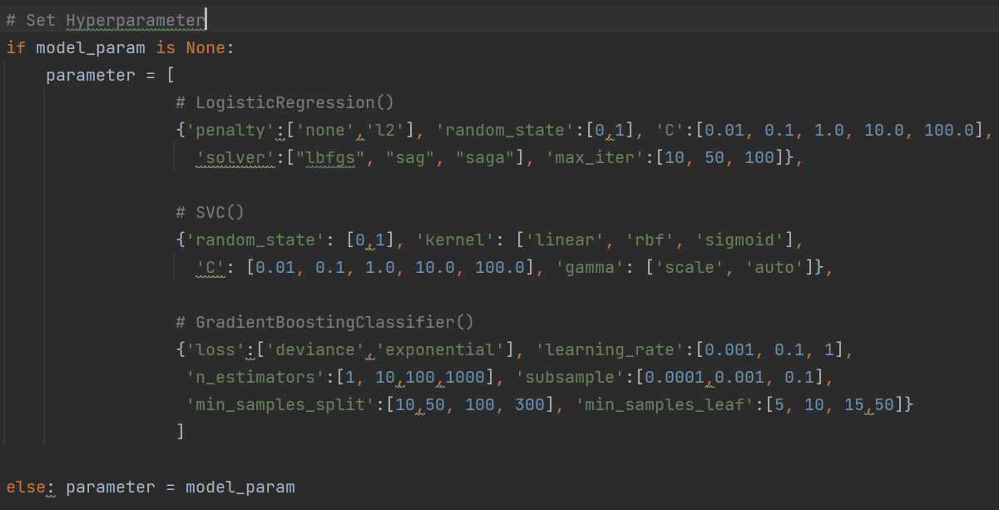 # Set Hyperparameter
if model_param is None:
    parameter = [
                 # LogisticRegression()
                 {'penalty':['none','l2'], 'random_state':[0,1], 'C':[0.01, 0.1, 1.0, 10.0, 100.0],
                   'solver':["lbfgs", "sag", "saga"], 'max_iter':[10, 50, 100]},
                 # SVC()
                 {'random_state': [0,1], 'kernel': ['linear', 'rbf', 'sigmoid'],
                   'C': [0.01, 0.1, 1.0, 10.0, 100.0], 'gamma': ['scale', 'auto']},
                 # GradientBoostingClassifier()
                 {'loss':['deviance','exponential'], 'learning_rate':[0.001, 0.1, 1],
                  'n_estimators':[1, 10,100,1000], 'subsample':[0.0001,0.001, 0.1],
                  'min_samples_split':[10,50, 100, 300], 'min_samples_leaf':[5, 10, 15,50]}
                 ]
else: parameter = model_param